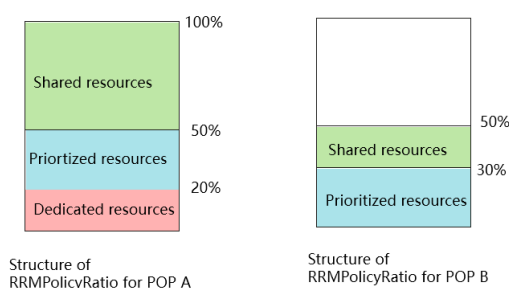 100%
Shared resources
50%
Priortized resources
20%
Dedicated resources
Structure of
RRMPolicyRatio for POP A
50%
Shared resources
30%
Prioritized resources
Structure of
RRMPolicyRatio for POP B